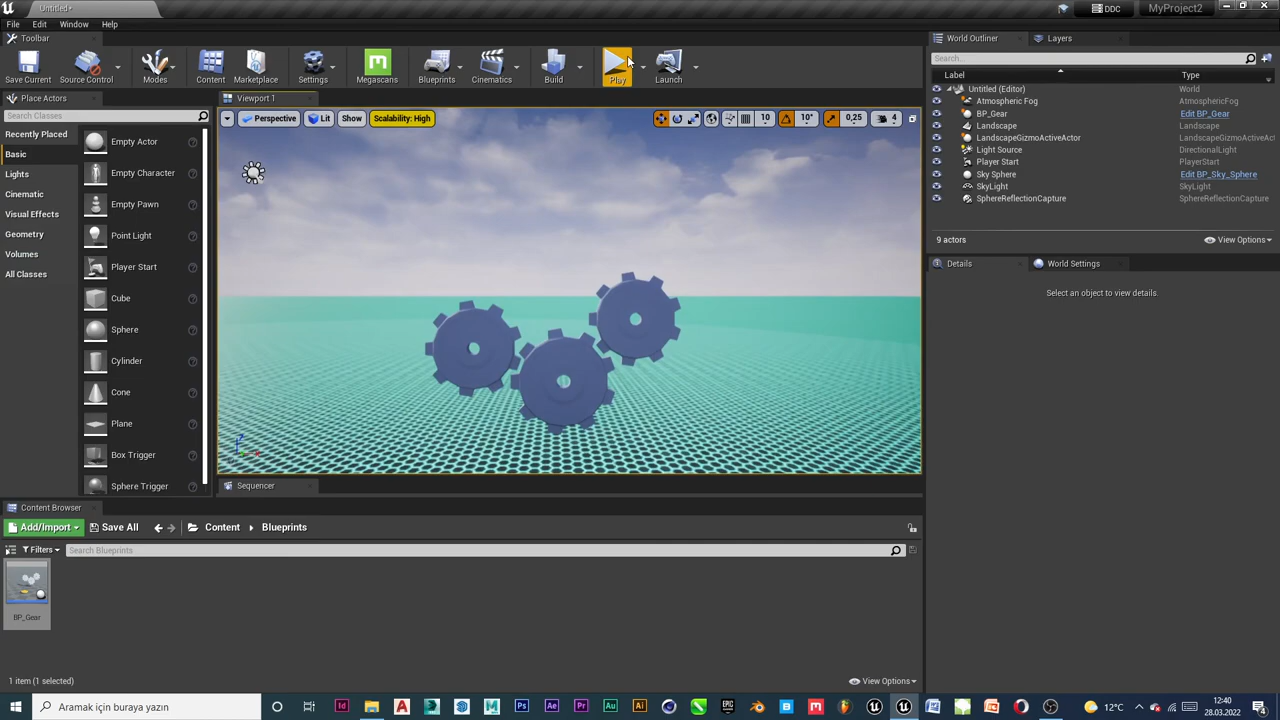 Untitled*
DDC
MyProject2
File Edit Window Help
Toolbar
World Outliner
Layers
Save Current
Source Control
Modes
Content
Marketplace
Settings
Megascans
Blueprints
Cinematics
Build
Play
Launch
Search...
Label
Type
Untitled (Editor) World
Atmospheric Fog AtmosphericFog
BP_Gear Edit BP_Gear
Landscape Landscape
LandscapeGizmoActiveActor LandscapeGizmoAct
Light Source DirectionalLight
Player Start PlayerStart
Sky Sphere Edit BP_Sky_Sphere
SkyLight SkyLight
SphereReflectionCapture SphereReflectionCapture
9 actors
View Options
Place Actors
Search Classes
Recently Placed
Basic
Lights
Cinematic
Visual Effects
Geometry
Volumes
All Classes
Empty Actor
Empty Character
Empty Pawn
Point Light
Player Start
Cube
Sphere
Cylinder
Cone
Plane
Box Trigger
Sphere Trigger
Viewport 1
Perspective
Lit
Show
Scalability: High
10
10°
0,25
4
Details
World Settings
Select an object to view details.
Sequencer
Content Browser
Add/Import
Save All
Content
Blueprints
Filters
Search Blueprints
BP_Gear
1 item (1 selected)
View Options
Aramak için buraya yazın
12°C
12:40
28.03.2022